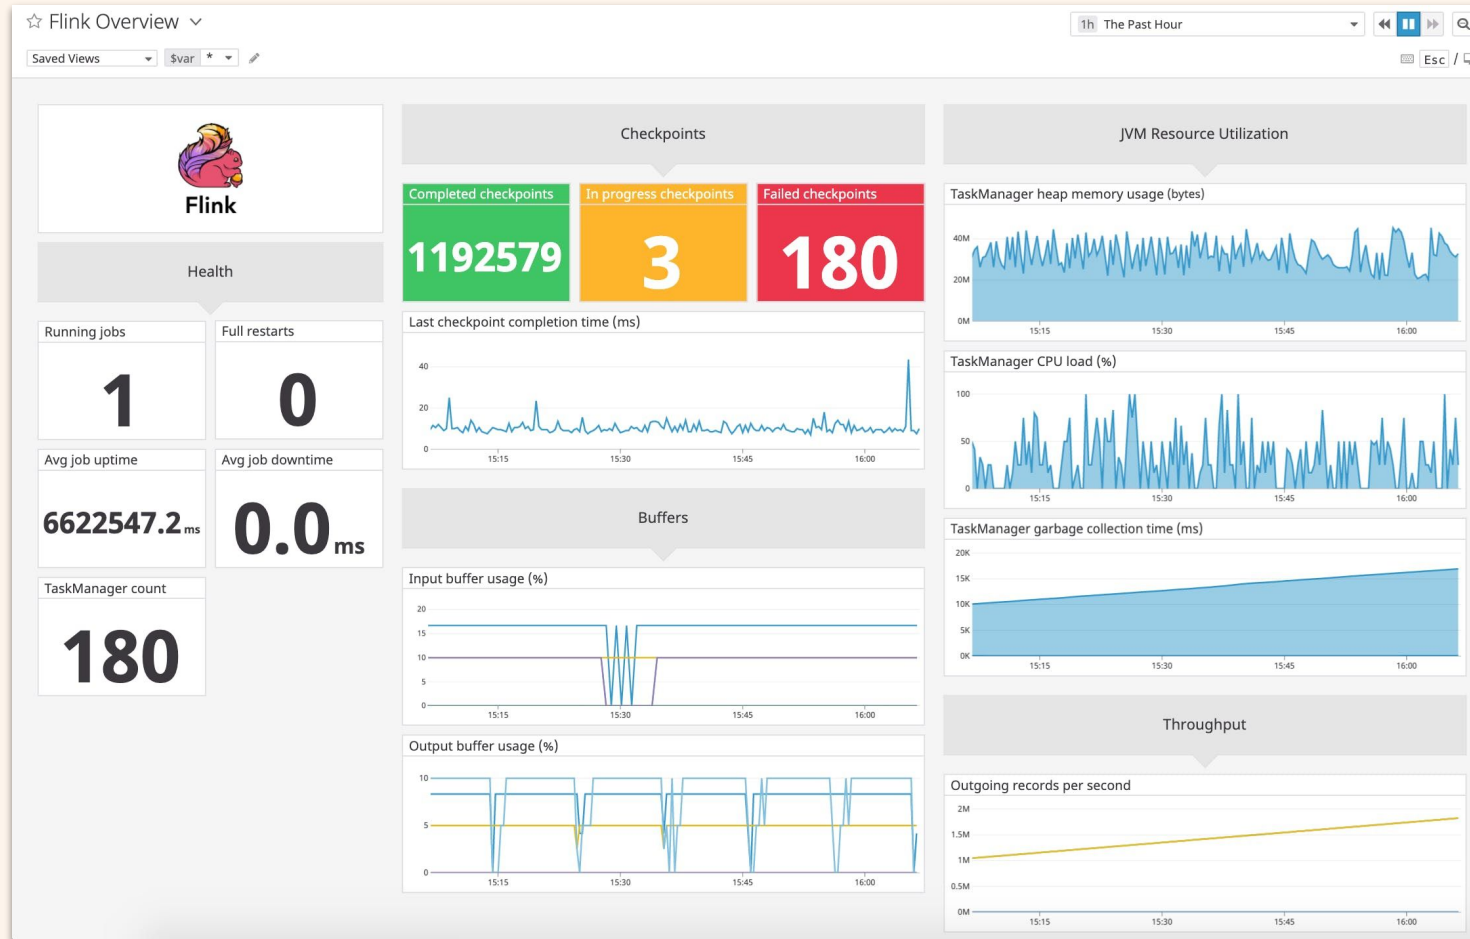 Flink Overview
1h The Past Hour
Saved Views
$var *
Esc /
Flink
Health
Running jobs
1
Full restarts
0
Avg job uptime
6622547.2 ms
Avg job downtime
0.0 ms
TaskManager count
180
Checkpoints
Completed checkpoints
1192579
In progress checkpoints
3
Failed checkpoints
180
Last checkpoint completion time (ms)
40
20
0
15:15 15:30 15:45 16:00
Buffers
Input buffer usage (%)
20
15
10
5
0
15:15 15:30 15:45 16:00
Output buffer usage (%)
10
5
0
15:15 15:30 15:45 16:00
JVM Resource Utilization
TaskManager heap memory usage (bytes)
40M
20M
0M
15:15 15:30 15:45 16:00
TaskManager CPU load (%)
100
50
0
15:15 15:30 15:45 16:00
TaskManager garbage collection time (ms)
20K
15K
10K
5K
0K
15:15 15:30 15:45 16:00
Throughput
Outgoing records per second
2M
1.5M
1M
0.5M
0M
15:15 15:30 15:45 16:00